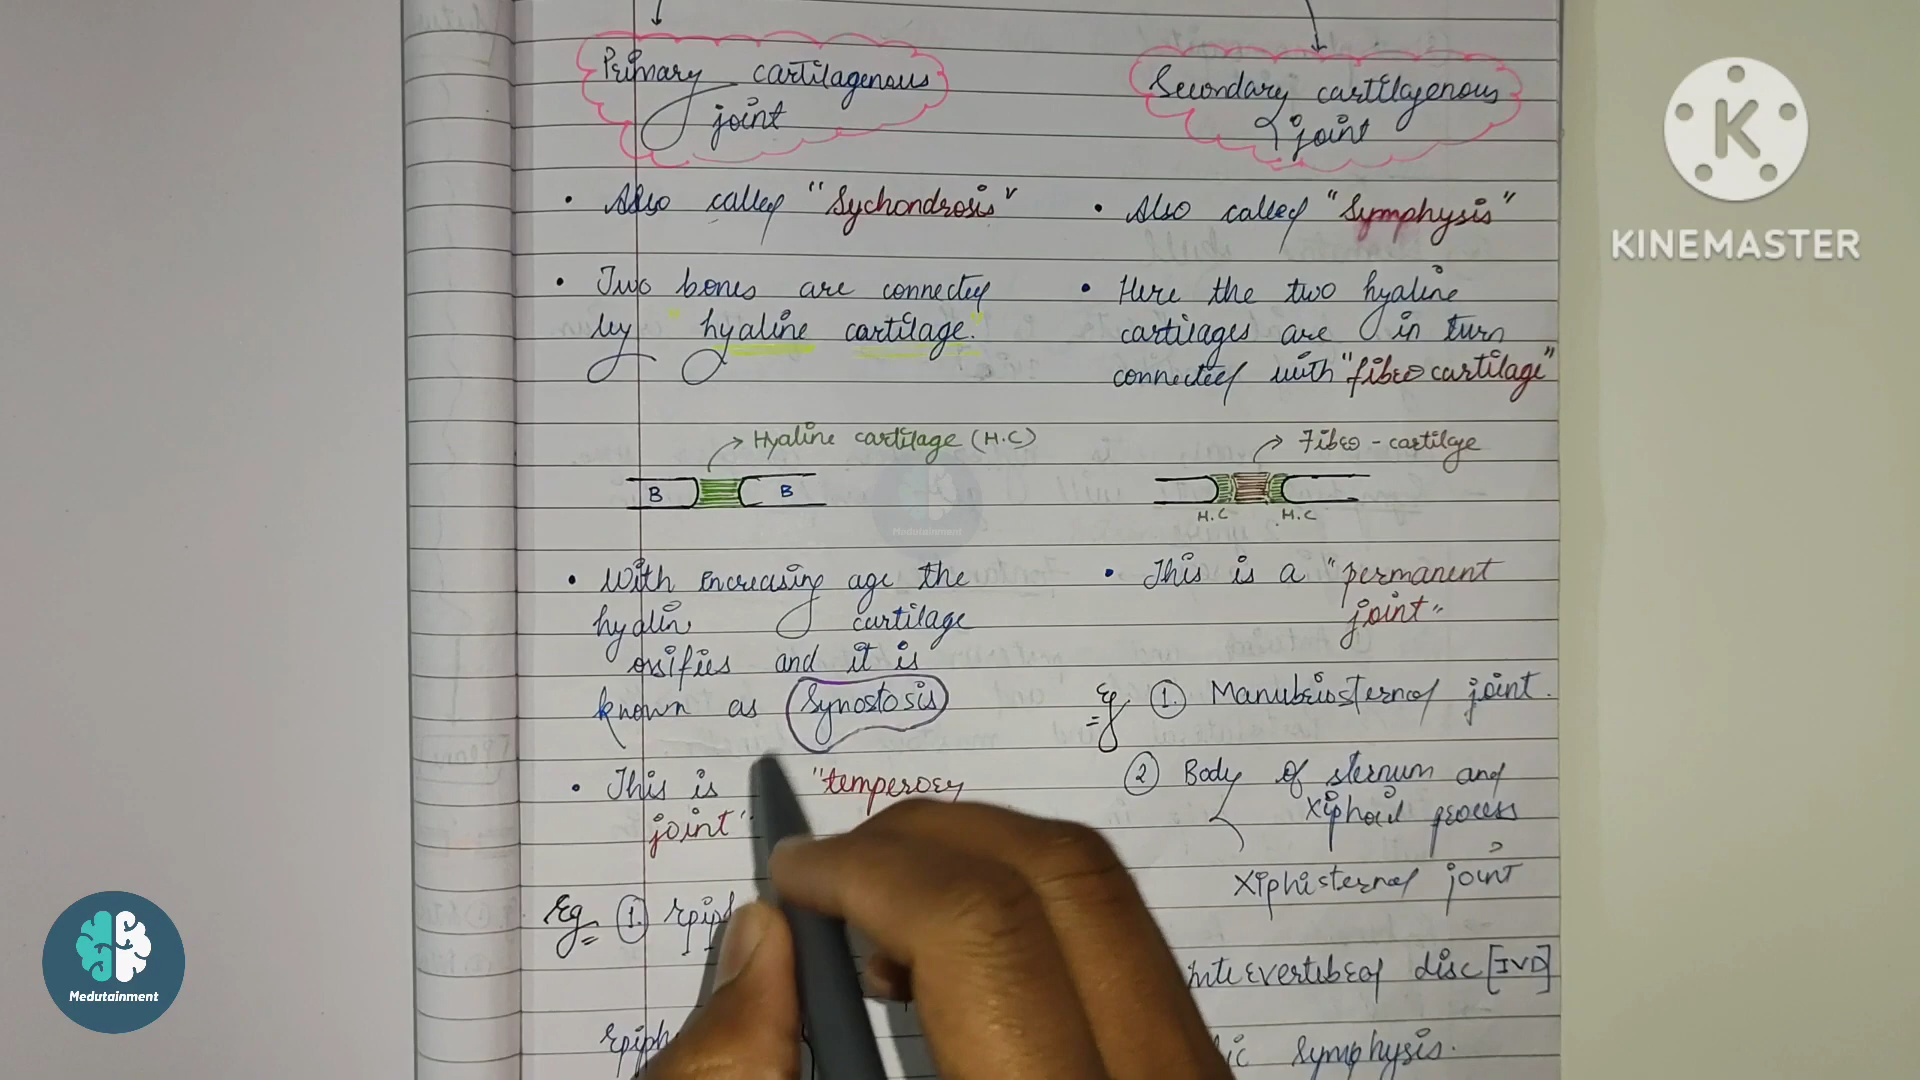 Primary cartilagenous
joint
• Also called "Sychondrosis"
• Two bones are connected
by "hyaline cartilage."
Hyaline cartilage (H.C)
B B
• With increasing age the
hyalin cartilage
ossifies and it is
known as Synostosis
• This is "temperory
joint"
Eg 1.
Secondary cartilagenous
joint
• Also called "Symphysis"
• Here the two hyaline
cartilages are in turn
connected with "fibro cartilage"
Fibro - cartilge
H.C H.C
• This is a "permanent
joint"
Eg 1. Manubriosternal joint.
2 Body of sternum and
Xiphoid process
Xiphisternal joint
intervertebral disc [IVD]
Symphysis.
K
KINEMASTER
Medutainment
Medutainment